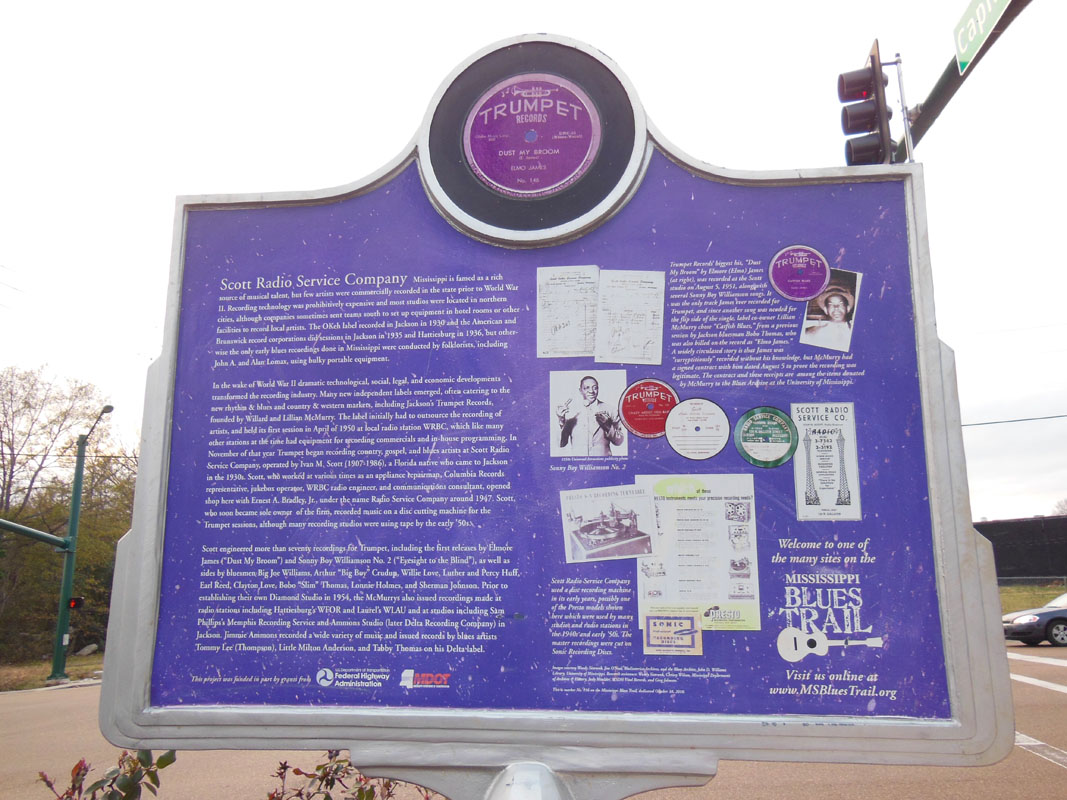 TRUMPET
RECORDS
DUST MY BROOM
ELMO JAMES
No. 146
Scott Radio Service Company Mississippi is famed as a rich
source of musical talent, but few artists were commercially recorded in the state prior to World War
II. Recording technology was prohibitively expensive and most studios were located in northern
cities, although companies sometimes sent teams south to set up equipment in hotel rooms or other
facilities to record local artists. The OKeh label recorded in Jackson in 1930 and the American and
Brunswick record corporations did sessions in Jackson in 1935 and Hattiesburg in 1936, but other-
wise the only early blues recordings done in Mississippi were conducted by folklorists, including
John A. and Alan Lomax, using bulky portable equipment.
In the wake of World War II dramatic technological, social, legal, and economic developments
transformed the recording industry. Many new independent labels emerged, often catering to the
new rhythm & blues and country & western markets, including Jackson's Trumpet Records,
founded by Willard and Lillian McMurry. The label initially had to outsource the recording of
artists, and held its first session in April of 1950 at local radio station WRBC, which like many
other stations at the time had equipment for recording commercials and in-house programming. In
November of that year Trumpet began recording country, gospel, and blues artists at Scott Radio
Service Company, operated by Ivan M. Scott (1907-1986), a Florida native who came to Jackson
in the 1930s. Scott, who worked at various times as an appliance repairman, Columbia Records
representative, jukebox operator, WRBC radio engineer, and communications consultant, opened
shop here with Ernest A. Bradley, Jr., under the name Radio Service Company around 1947. Scott,
who soon became sole owner of the firm, recorded music on a disc cutting machine for the
Trumpet sessions, although many recording studios were using tape by the early '50s.
Scott engineered more than seventy recordings for Trumpet, including the first releases by Elmore
James ("Dust My Broom") and Sonny Boy Williamson No. 2 ("Eyesight to the Blind"), as well as
sides by bluesmen Big Joe Williams, Arthur "Big Boy" Crudup, Willie Love, Luther and Percy Huff,
Earl Reed, Clayton Love, Bobo "Slim" Thomas, Lonnie Holmes, and Sherman Johnson. Prior to
establishing their own Diamond Studio in 1954, the McMurrys also issued recordings made at
radio stations including Hattiesburg's WFOR and Laurel's WLAU and at studios including Sam
Phillips's Memphis Recording Service and Ammons Studio (later Delta Recording Company) in
Jackson. Jimmie Ammons recorded a wide variety of music and issued records by blues artists
Tommy Lee (Thompson), Little Milton Anderson, and Tabby Thomas on his Delta label.
This project was funded in part by grants from
U.S. Department of Transportation
Federal Highway
Administration
MDOT
Trumpet Records' biggest hit, "Dust
My Broom" by Elmore (Elmo) James
(at right), was recorded at the Scott
studio on August 5, 1951, along with
several Sonny Boy Williamson songs. It
was the only track James ever recorded for
Trumpet, and since another song was needed for
the flip side of the single, label co-owner Lillian
McMurry chose "Catfish Blues," from a previous
session by Jackson bluesman Bobo Thomas, who
was also billed on the record as "Elmo James."
A widely circulated story is that James was
surreptitiously recorded without his knowledge, but McMurry had
a signed contract with him dated August 5 to prove the recording was
legitimate. The contract and these receipts are among the items donated
by McMurry to the Blues Archive at the University of Mississippi.
TRUMPET
Sonny Boy Williamson No. 2
TRUMPET
SCOTT RADIO
SERVICE CO.
RADIO
Scott Radio Service Company
used a disc recording machine
in its early years, possibly one
of the Presto models shown
here which were used by many
studios and radio stations in
the 1940s and early '50s. The
master recordings were cut on
Sonic Recording Discs.
PRESTO
SONIC
RECORDING
DISCS
Welcome to one of
the many sites on the
MISSISSIPPI
BLUES
TRAIL
Visit us online at
www.MSBluesTrail.org